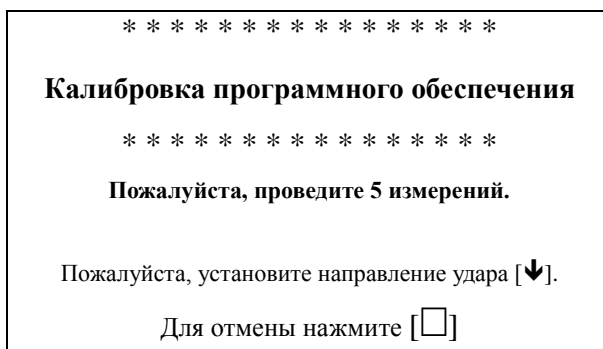 * * * * * * * * * * * * * * * *
Калибровка программного обеспечения
* * * * * * * * * * * * * * * *
Пожалуйста, проведите 5 измерений.
Пожалуйста, установите направление удара [🡻].
Для отмены нажмите [□]